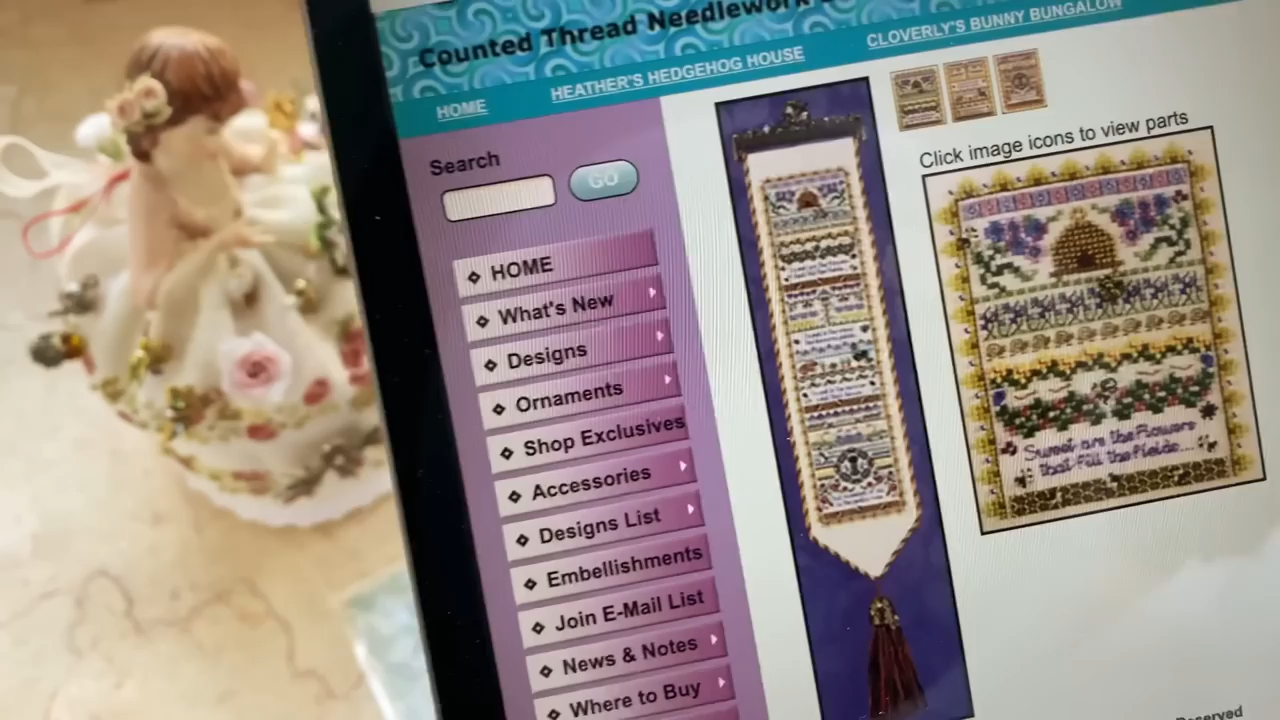 Counted Thread Needlework
HOME
HEATHER'S HEDGEHOG HOUSE
CLOVERLY'S BUNNY BUNGALOW
Search
GO
Click image icons to view parts
HOME
What's New
Designs
Ornaments
Shop Exclusives
Accessories
Designs List
Embellishments
Join E-Mail List
News & Notes
Where to Buy
Sweet are the Flowers
that Fill the Fields...
Reserved